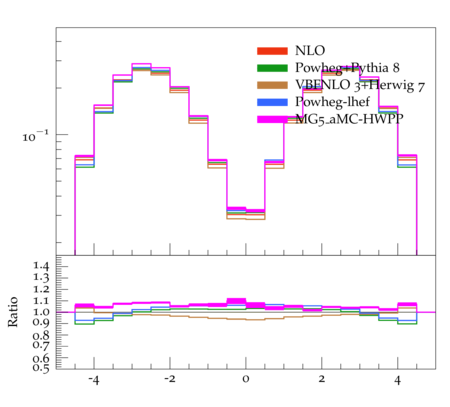 NLO
Powheg+Pythia 8
VBFNLO 3+Herwig 7
Powheg-lhef
MG5_aMC-HWPP
10⁻¹
1.4
1.3
1.2
1.1
1.0
0.9
0.8
0.7
0.6
0.5
Ratio
-4 -2 0 2 4